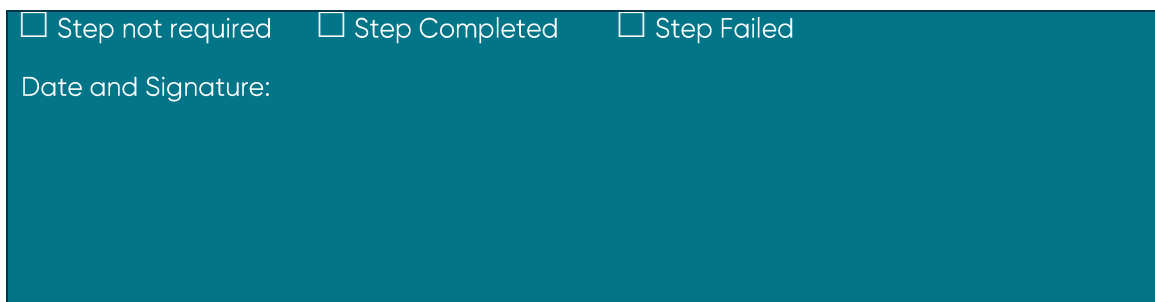 ☐ Step not required ☐ Step Completed ☐ Step Failed
Date and Signature: